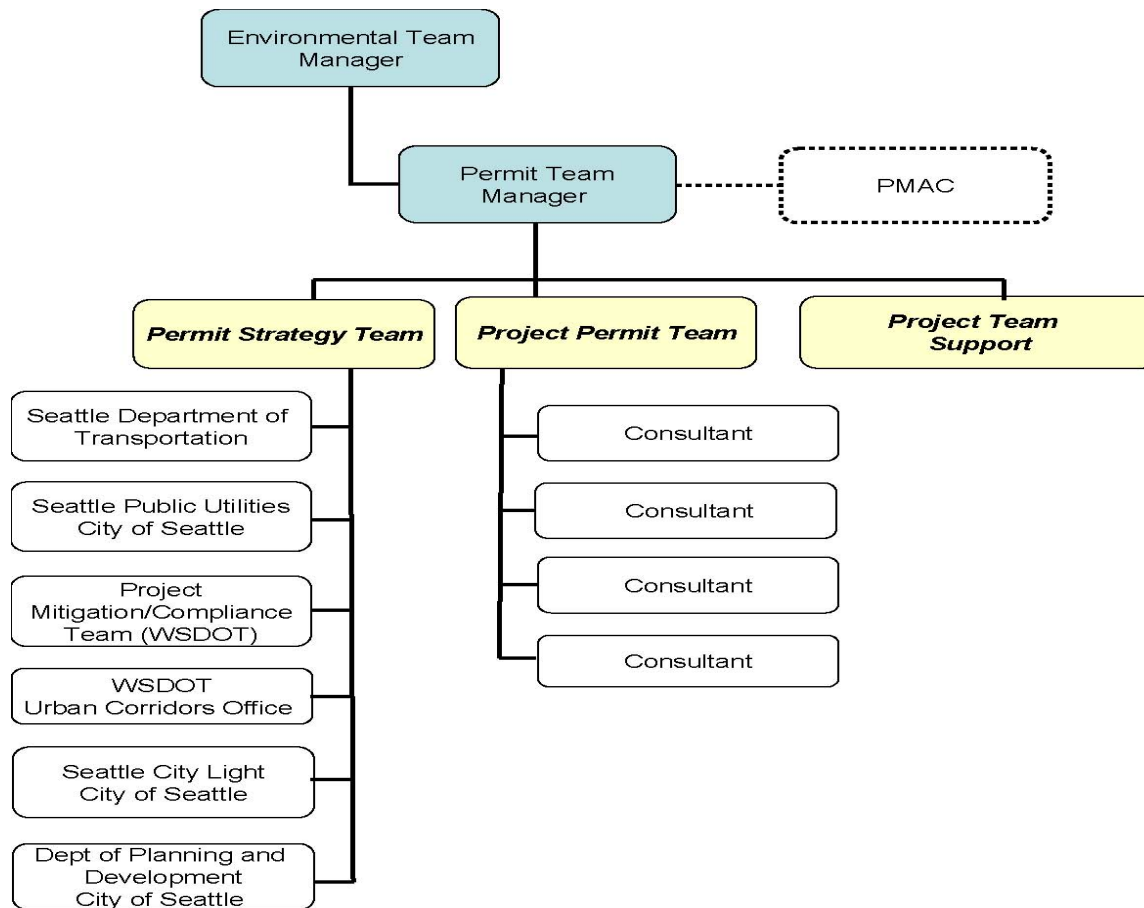 Environmental Team
Manager
Permit Team
Manager
PMAC
Permit Strategy Team
Project Permit Team
Project Team
Support
Seattle Department of
Transportation
Seattle Public Utilities
City of Seattle
Project
Mitigation/Compliance
Team (WSDOT)
WSDOT
Urban Corridors Office
Seattle City Light
City of Seattle
Dept of Planning and
Development
City of Seattle
Consultant
Consultant
Consultant
Consultant